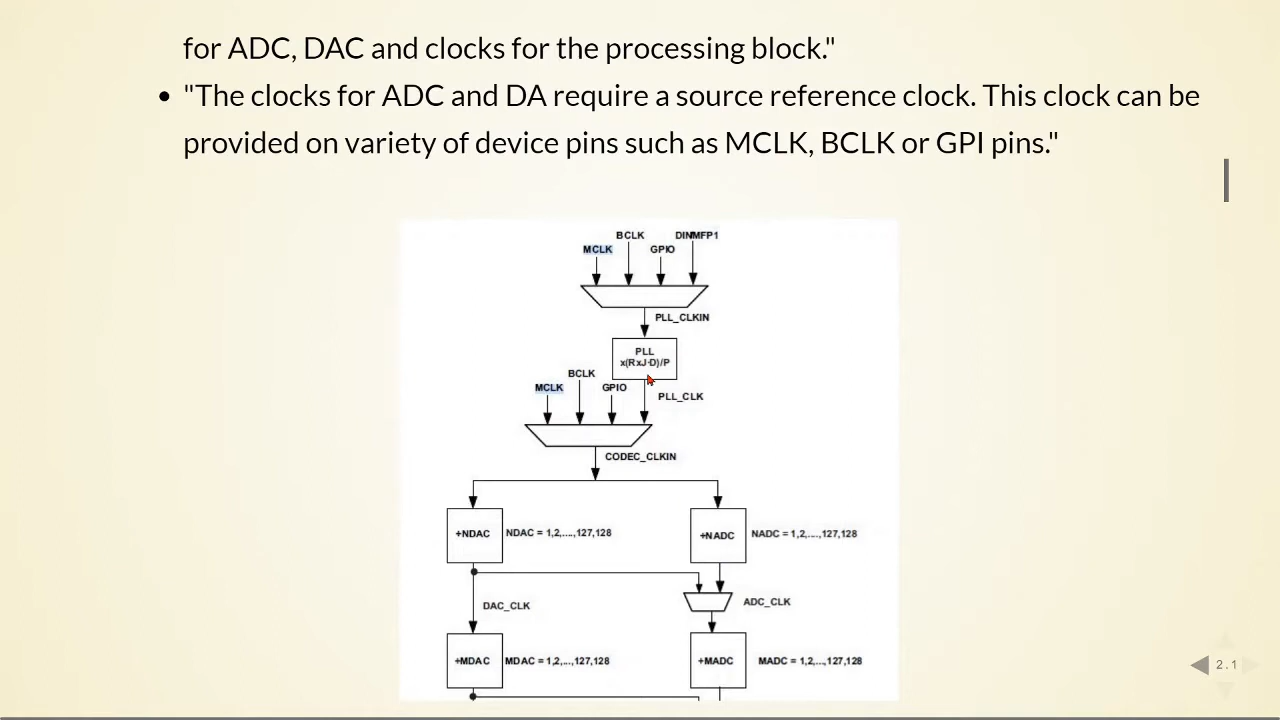 for ADC, DAC and clocks for the processing block."
• "The clocks for ADC and DA require a source reference clock. This clock can be
provided on variety of device pins such as MCLK, BCLK or GPI pins."
BCLK DIN/MFP1
MCLK GPIO
PLL_CLKIN
PLL
x(RxJ·D)/P
BCLK
MCLK GPIO PLL_CLK
CODEC_CLKIN
÷NDAC NDAC = 1,2,....,127,128 ÷NADC NADC = 1,2,....,127,128
DAC_CLK ADC_CLK
÷MDAC MDAC = 1,2,...,127,128 ÷MADC MADC = 1,2,...,127,128
2.1